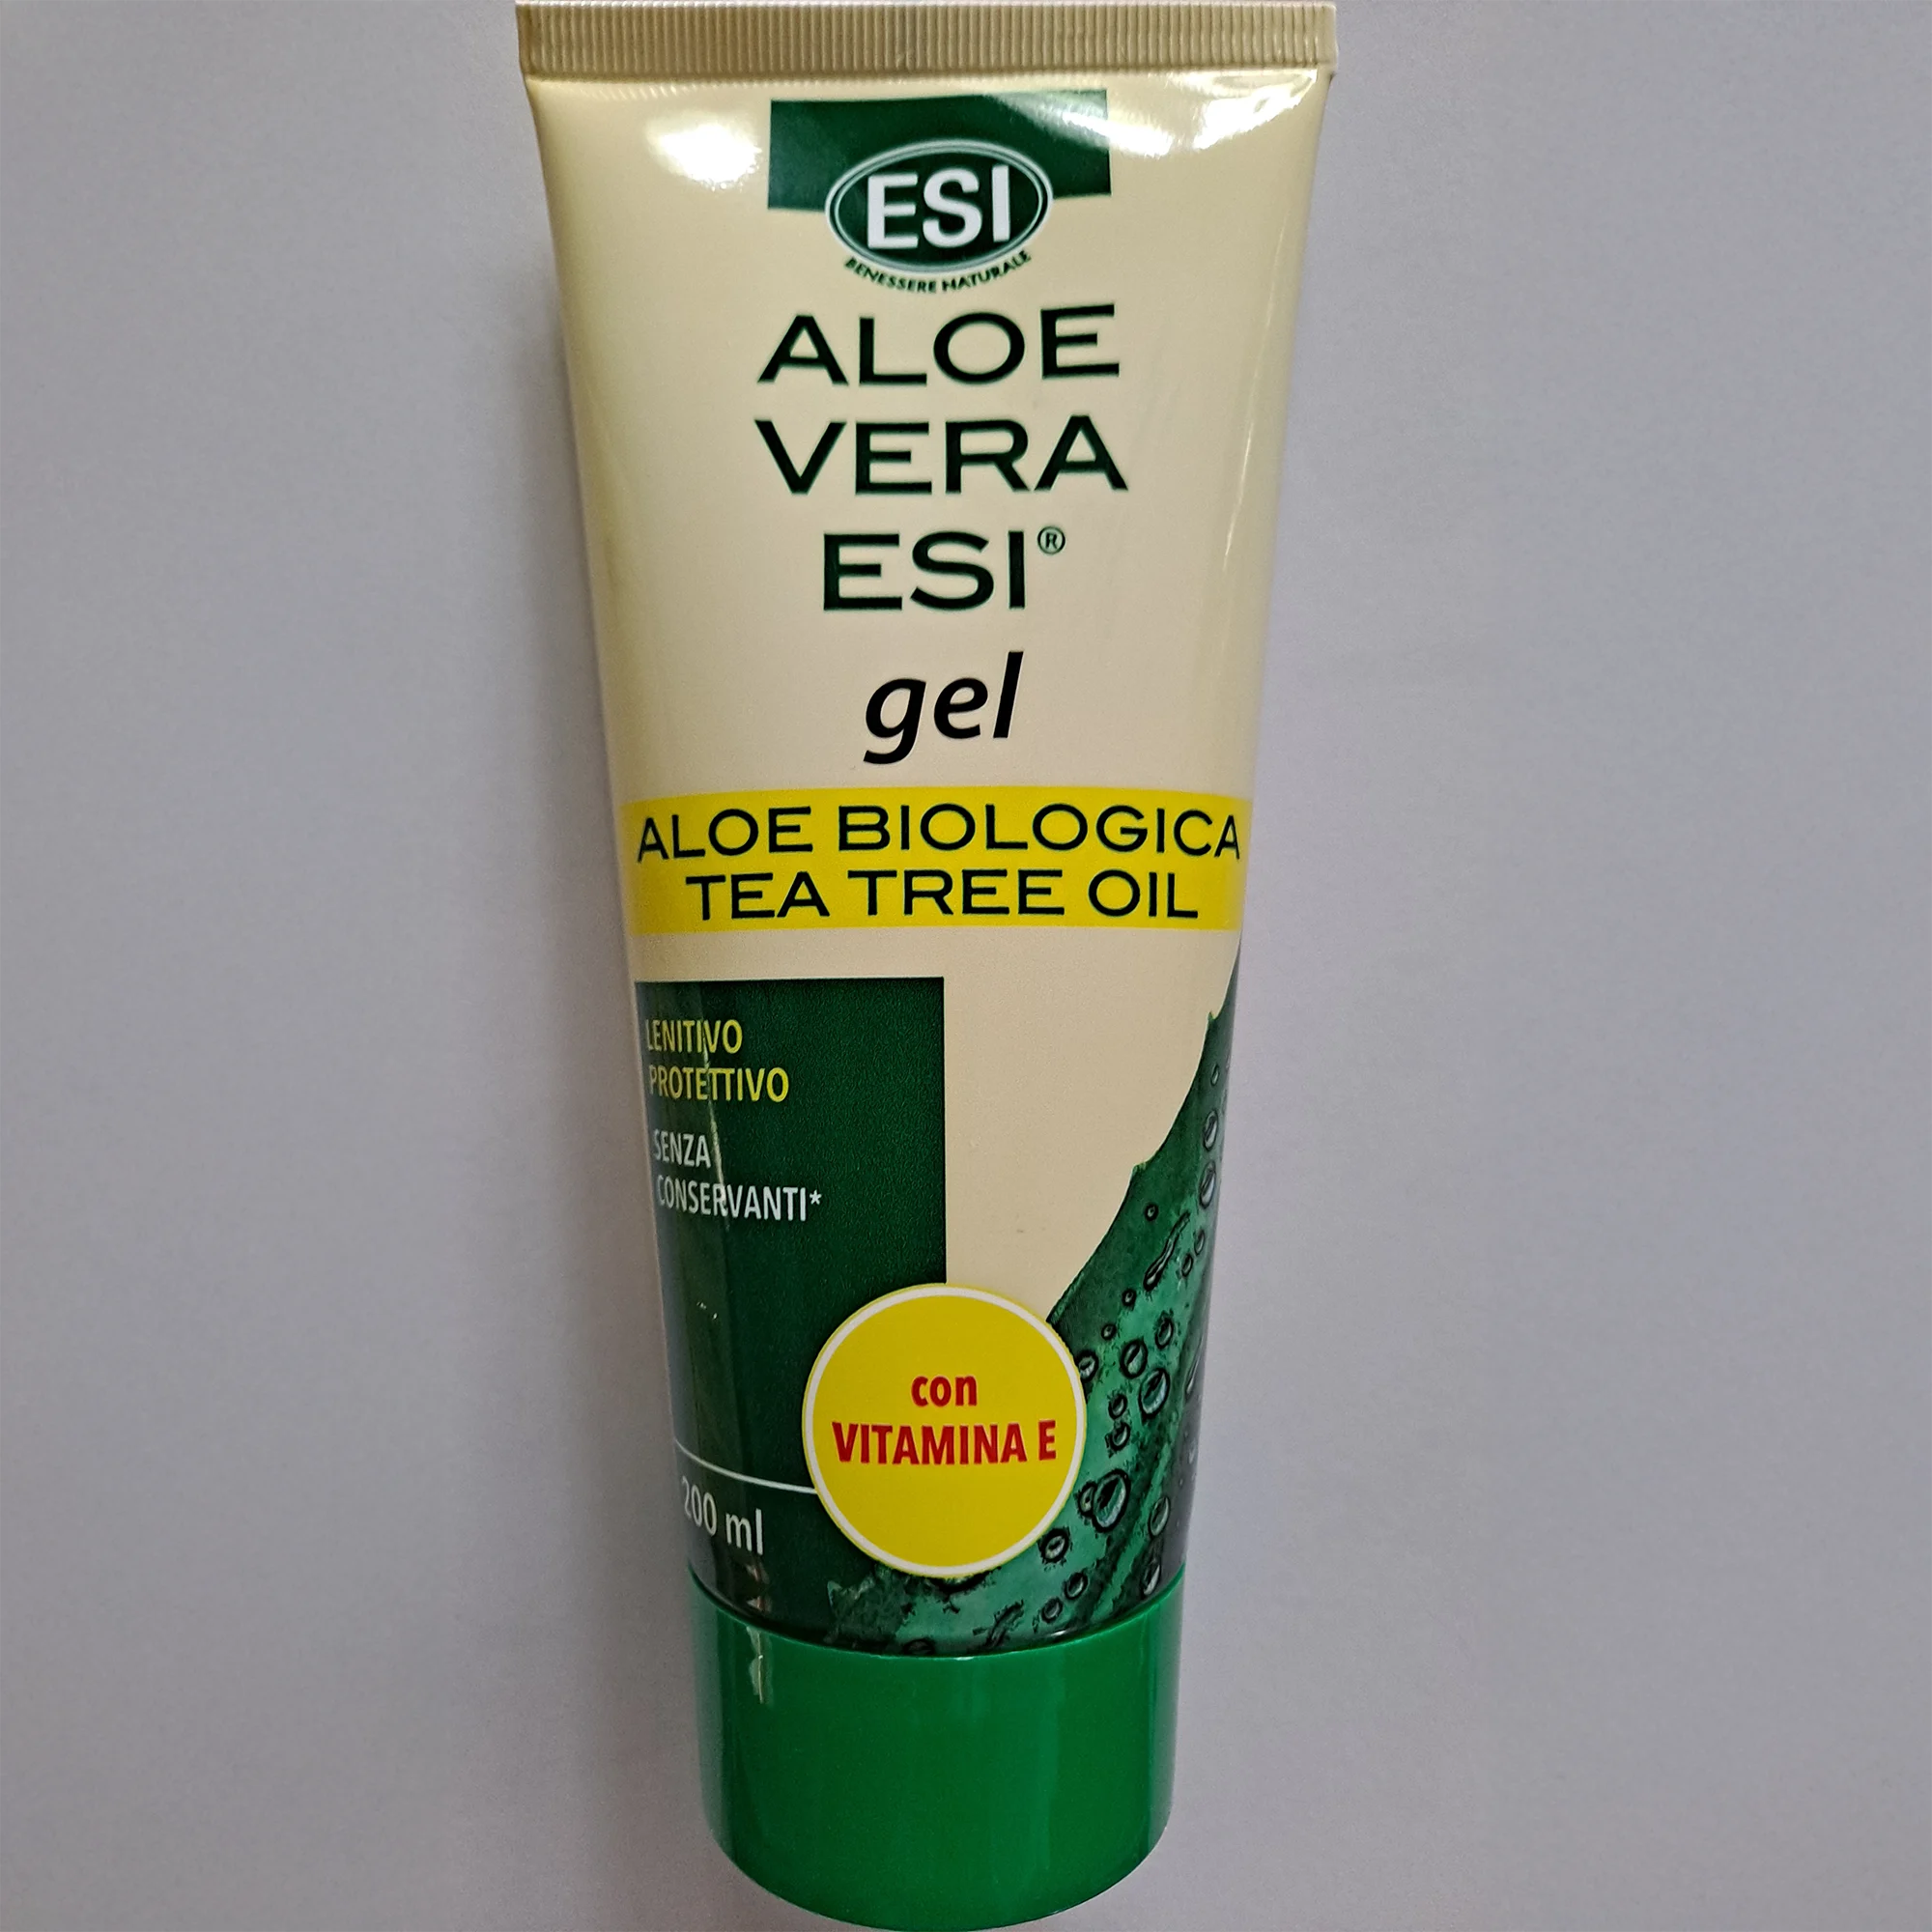 ESI
BENESSERE NATURALE
ALOE
VERA
ESI®
gel
ALOE BIOLOGICA
TEA TREE OIL
LENITIVO
PROTETTIVO
SENZA
CONSERVANTI*
con
VITAMINA E
200 ml